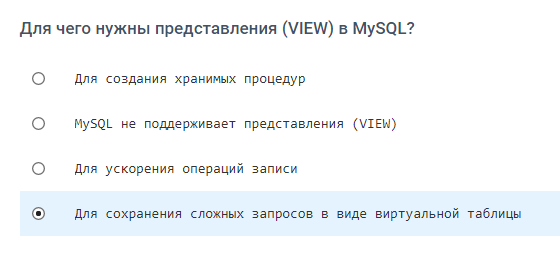 Для чего нужны представления (VIEW) в MySQL?
Для создания хранимых процедур
MySQL не поддерживает представления (VIEW)
Для ускорения операций записи
Для сохранения сложных запросов в виде виртуальной таблицы